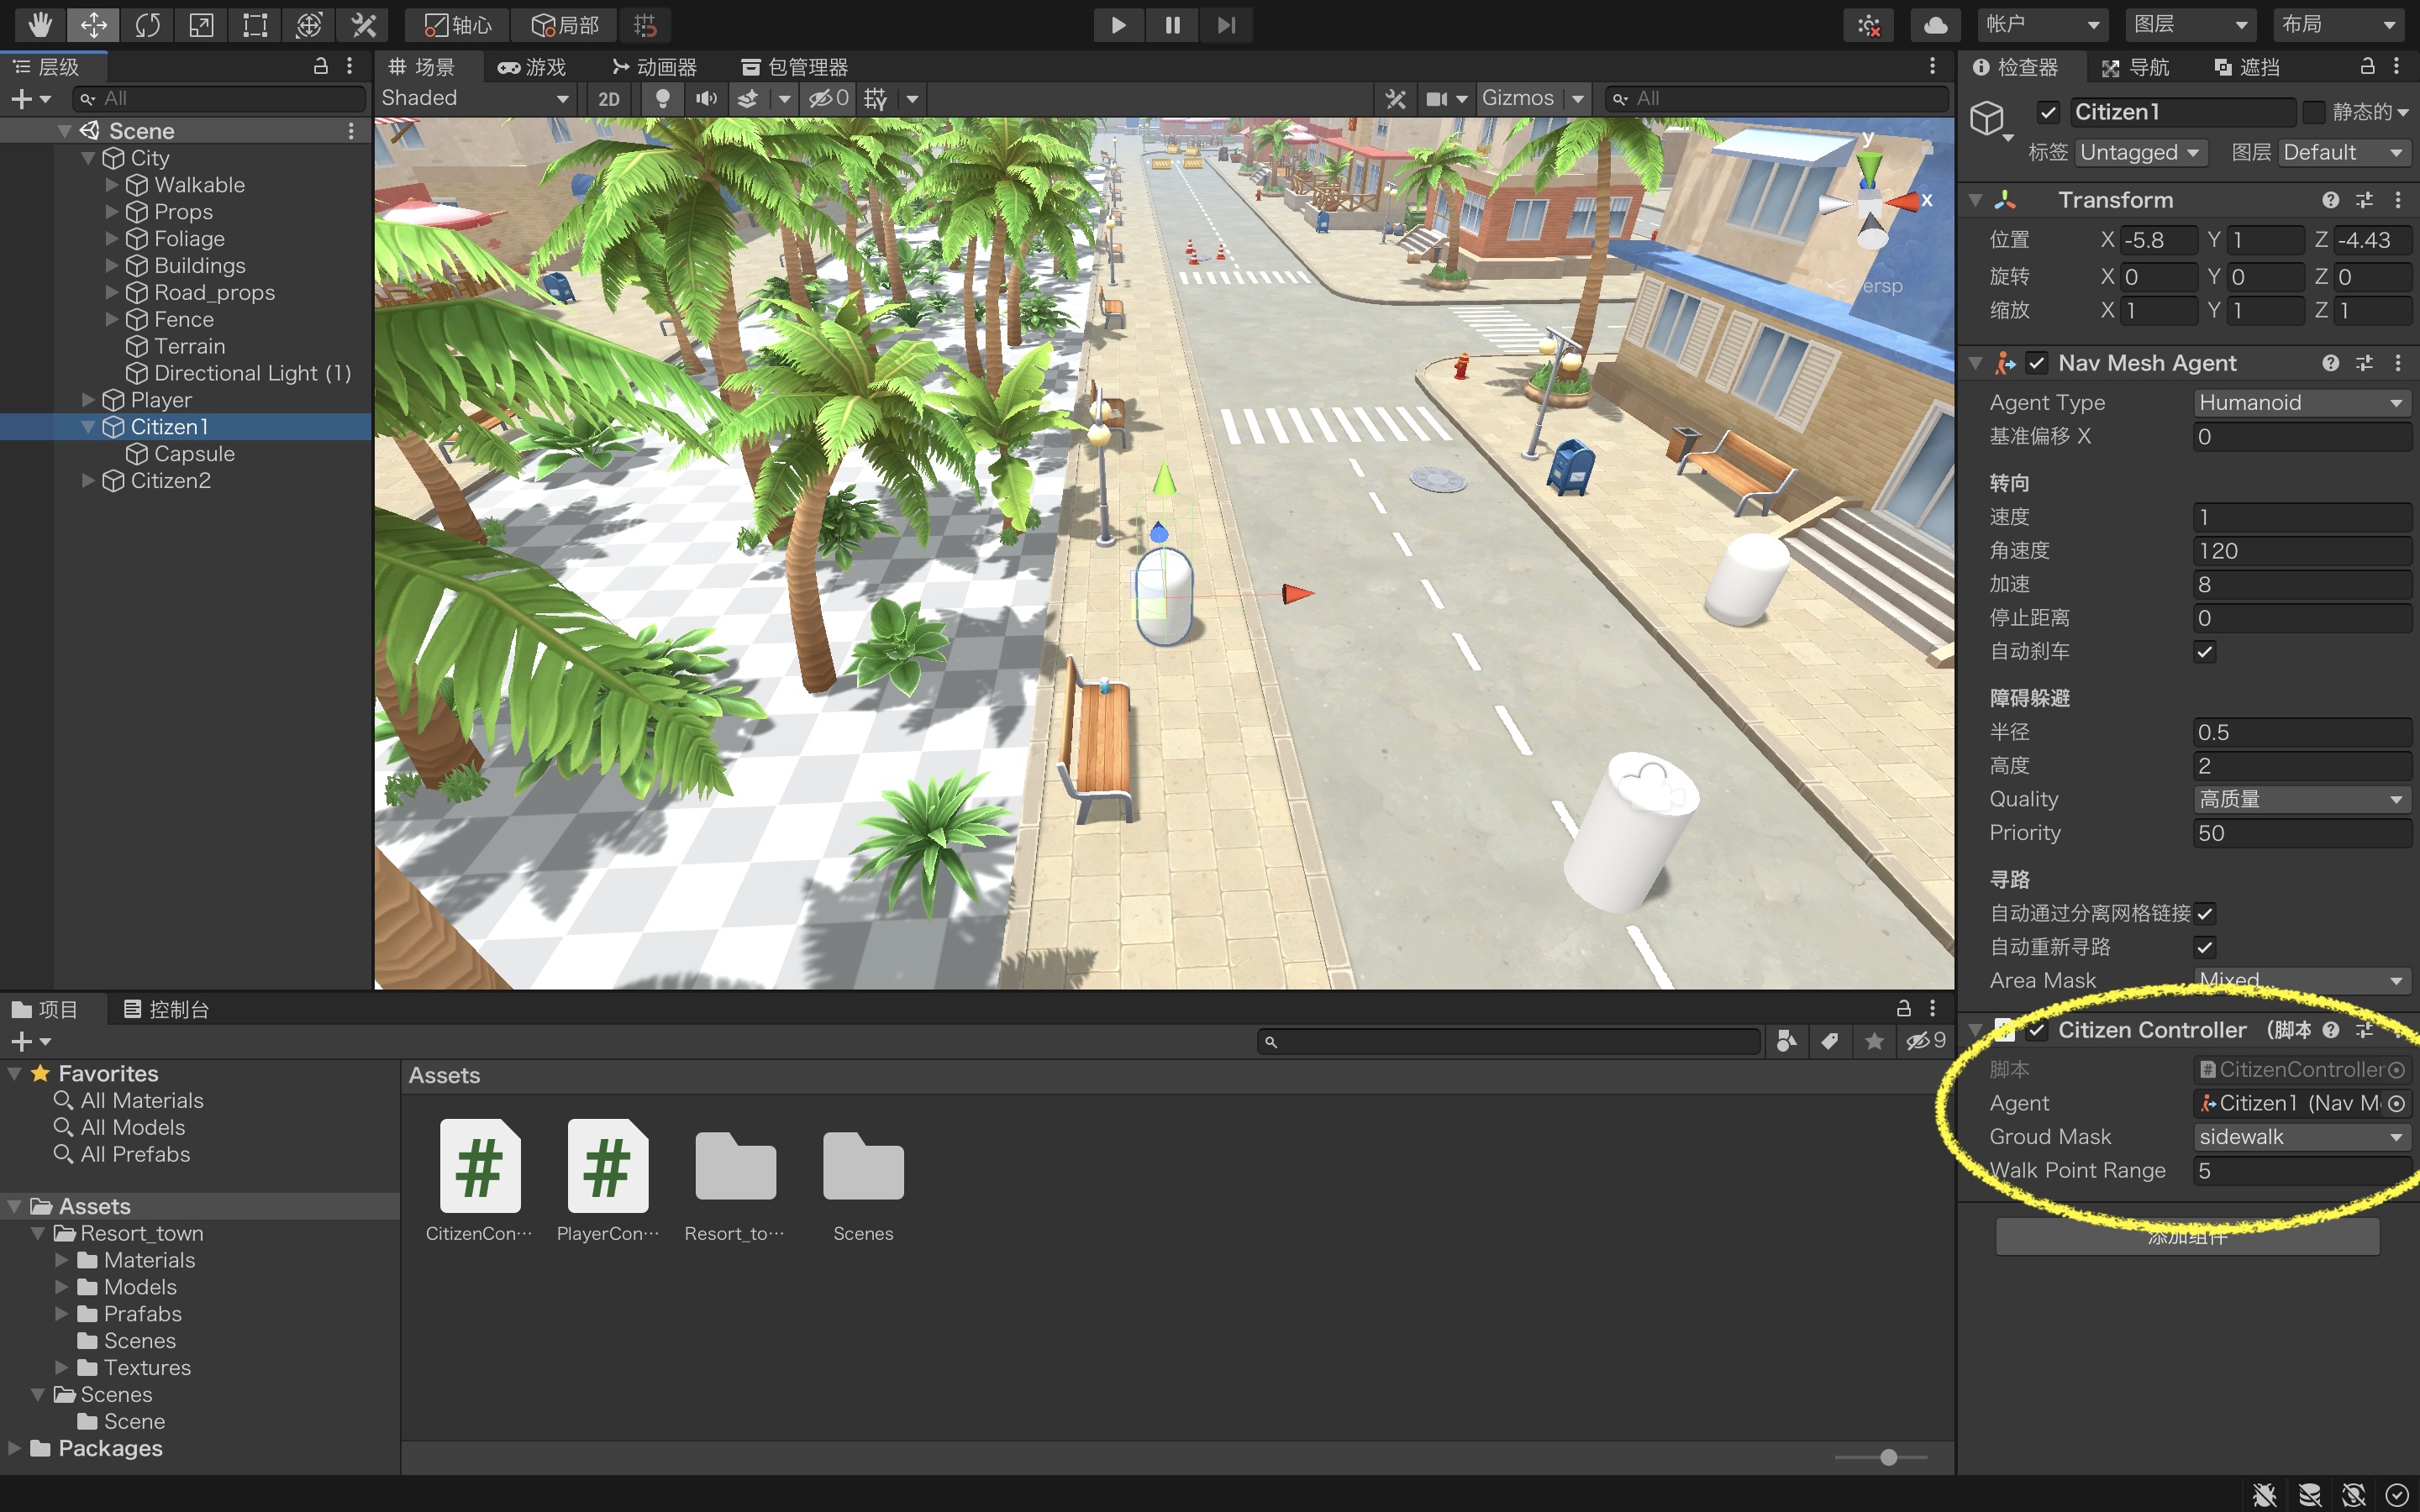 轴心
局部
帐户
图层
布局
层级
All
Scene
City
Walkable
Props
Foliage
Buildings
Road_props
Fence
Terrain
Directional Light (1)
Player
Citizen1
Capsule
Citizen2
场景
游戏
动画器
包管理器
Shaded
2D
0
Gizmos
All
y
x
Persp
检查器
导航
遮挡
Citizen1
静态的
标签 Untagged 图层 Default
Transform
位置 X -5.8 Y 1 Z -4.43
旋转 X 0 Y 0 Z 0
缩放 X 1 Y 1 Z 1
Nav Mesh Agent
Agent Type Humanoid
基准偏移 X 0
转向
速度 1
角速度 120
加速 8
停止距离 0
自动刹车
障碍躲避
半径 0.5
高度 2
Quality 高质量
Priority 50
寻路
自动通过分离网格链接
自动重新寻路
Area Mask Mixed...
Citizen Controller （脚本
脚本 CitizenController
Agent Citizen1 (Nav M
Groud Mask sidewalk
Walk Point Range 5
添加组件
项目
控制台
9
Favorites
All Materials
All Models
All Prefabs
Assets
Resort_town
Materials
Models
Prafabs
Scenes
Textures
Scenes
Scene
Packages
Assets
CitizenCon···
PlayerCon···
Resort_to···
Scenes